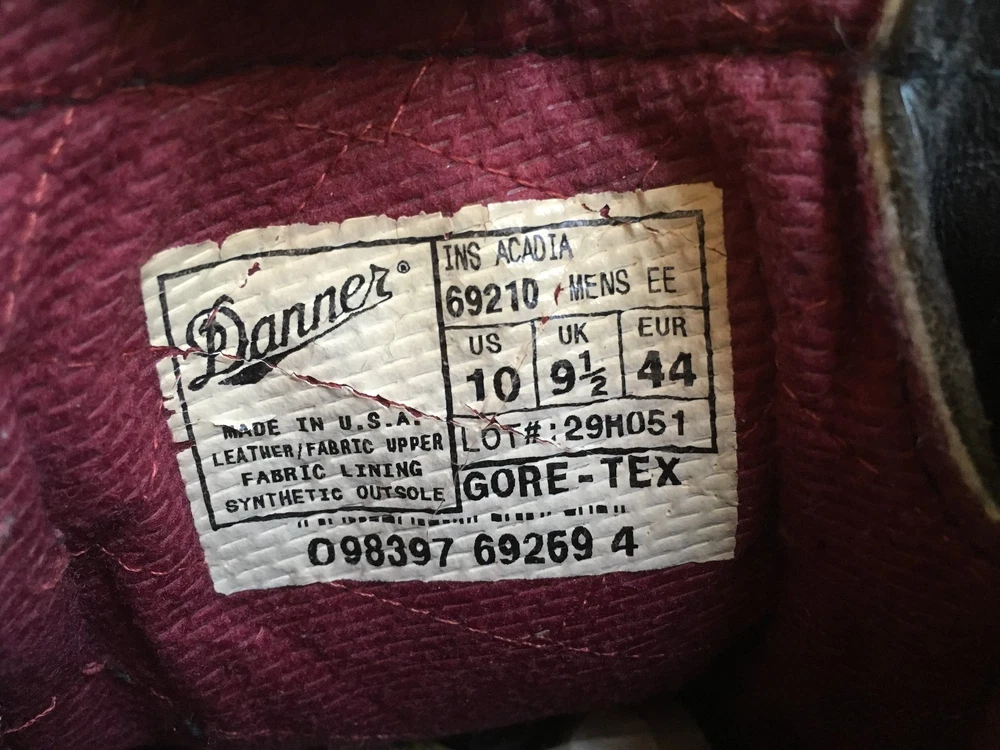 Danner®
MADE IN U.S.A.
LEATHER/FABRIC UPPER
FABRIC LINING
SYNTHETIC OUTSOLE
INS ACADIA
69210 MENS EE
US UK EUR
10 9½ 44
LOT#:29H051
GORE-TEX
098397 69269 4